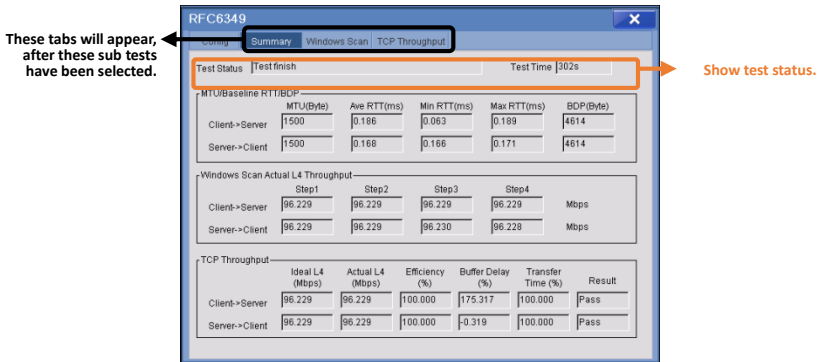 RFC6349
X
These tabs will appear,
after these sub tests
have been selected.
Config Summary Windows Scan TCP Throughput
Test Status Test finish Test Time 302s
Show test status.
MTU/Baseline RTT/BDP
MTU(Byte) Ave RTT(ms) Min RTT(ms) Max RTT(ms) BDP(Byte)
Client->Server 1500 0.186 0.063 0.189 4614
Server->Client 1500 0.168 0.166 0.171 4614
Windows Scan Actual L4 Throughput
Step1 Step2 Step3 Step4
Client->Server 96.229 96.229 96.229 96.229 Mbps
Server->Client 96.229 96.229 96.230 96.228 Mbps
TCP Throughput
Ideal L4 Actual L4 Efficiency Buffer Delay Transfer
(Mbps) (Mbps) (%) (%) Time (%) Result
Client->Server 96.229 96.229 100.000 175.317 100.000 Pass
Server->Client 96.229 96.229 100.000 -0.319 100.000 Pass